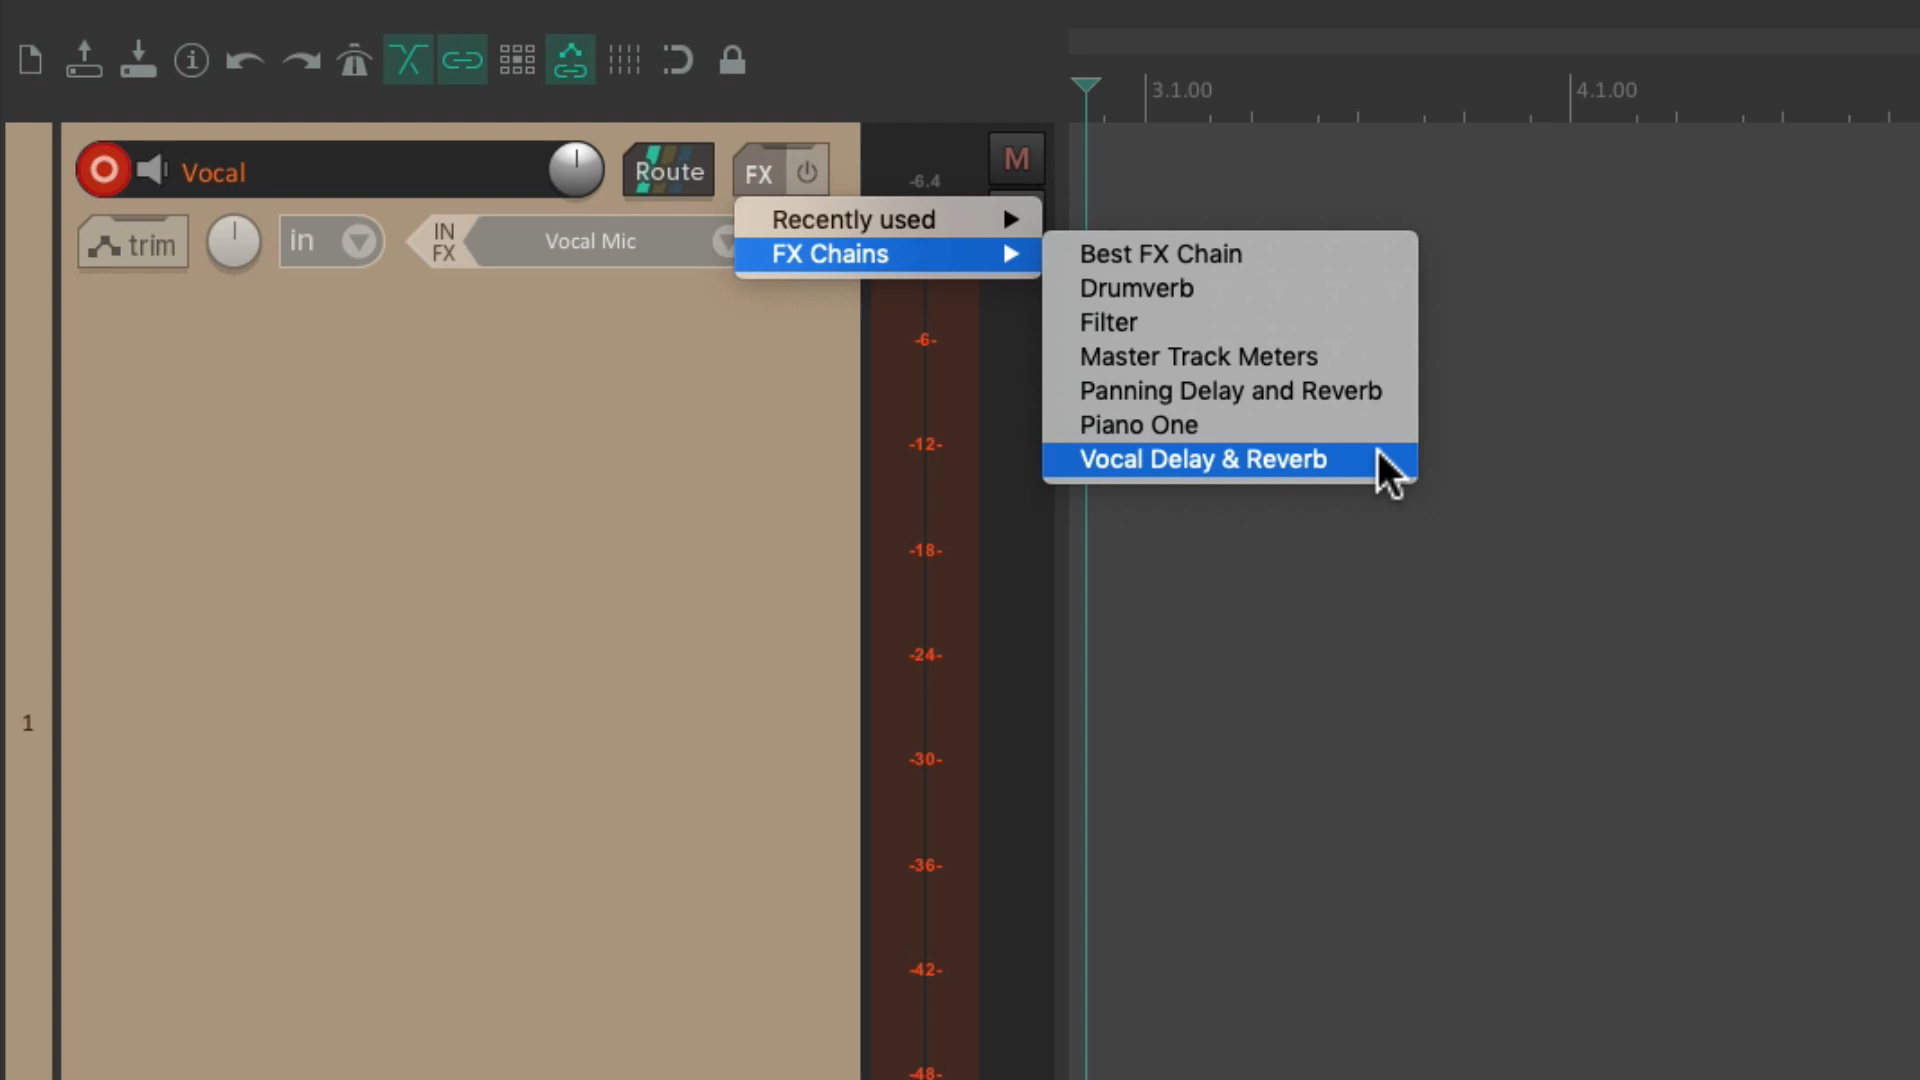 3.1.00
4.1.00
Vocal
Route
FX
M
-6.4
trim
in
IN
FX
Vocal Mic
Recently used
FX Chains
Best FX Chain
Drumverb
Filter
Master Track Meters
Panning Delay and Reverb
Piano One
Vocal Delay & Reverb
-6-
-12-
-18-
-24-
-30-
-36-
-42-
-48-
1